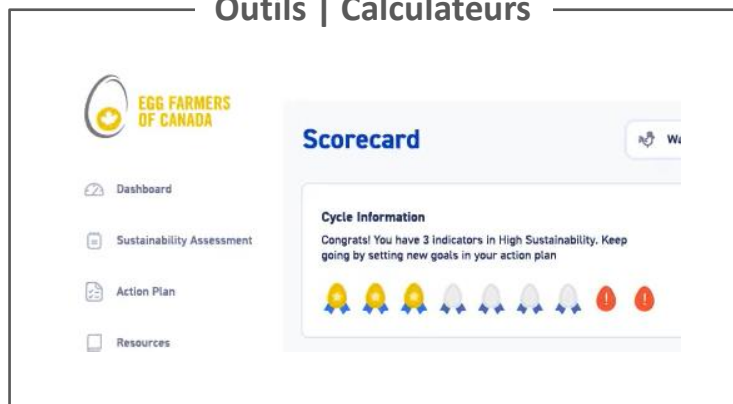 Outils | Calculateurs
EGG FARMERS
OF CANADA
Scorecard
Dashboard
Sustainability Assessment
Action Plan
Resources
Cycle Information
Congrats! You have 3 indicators in High Sustainability. Keep
going by setting new goals in your action plan